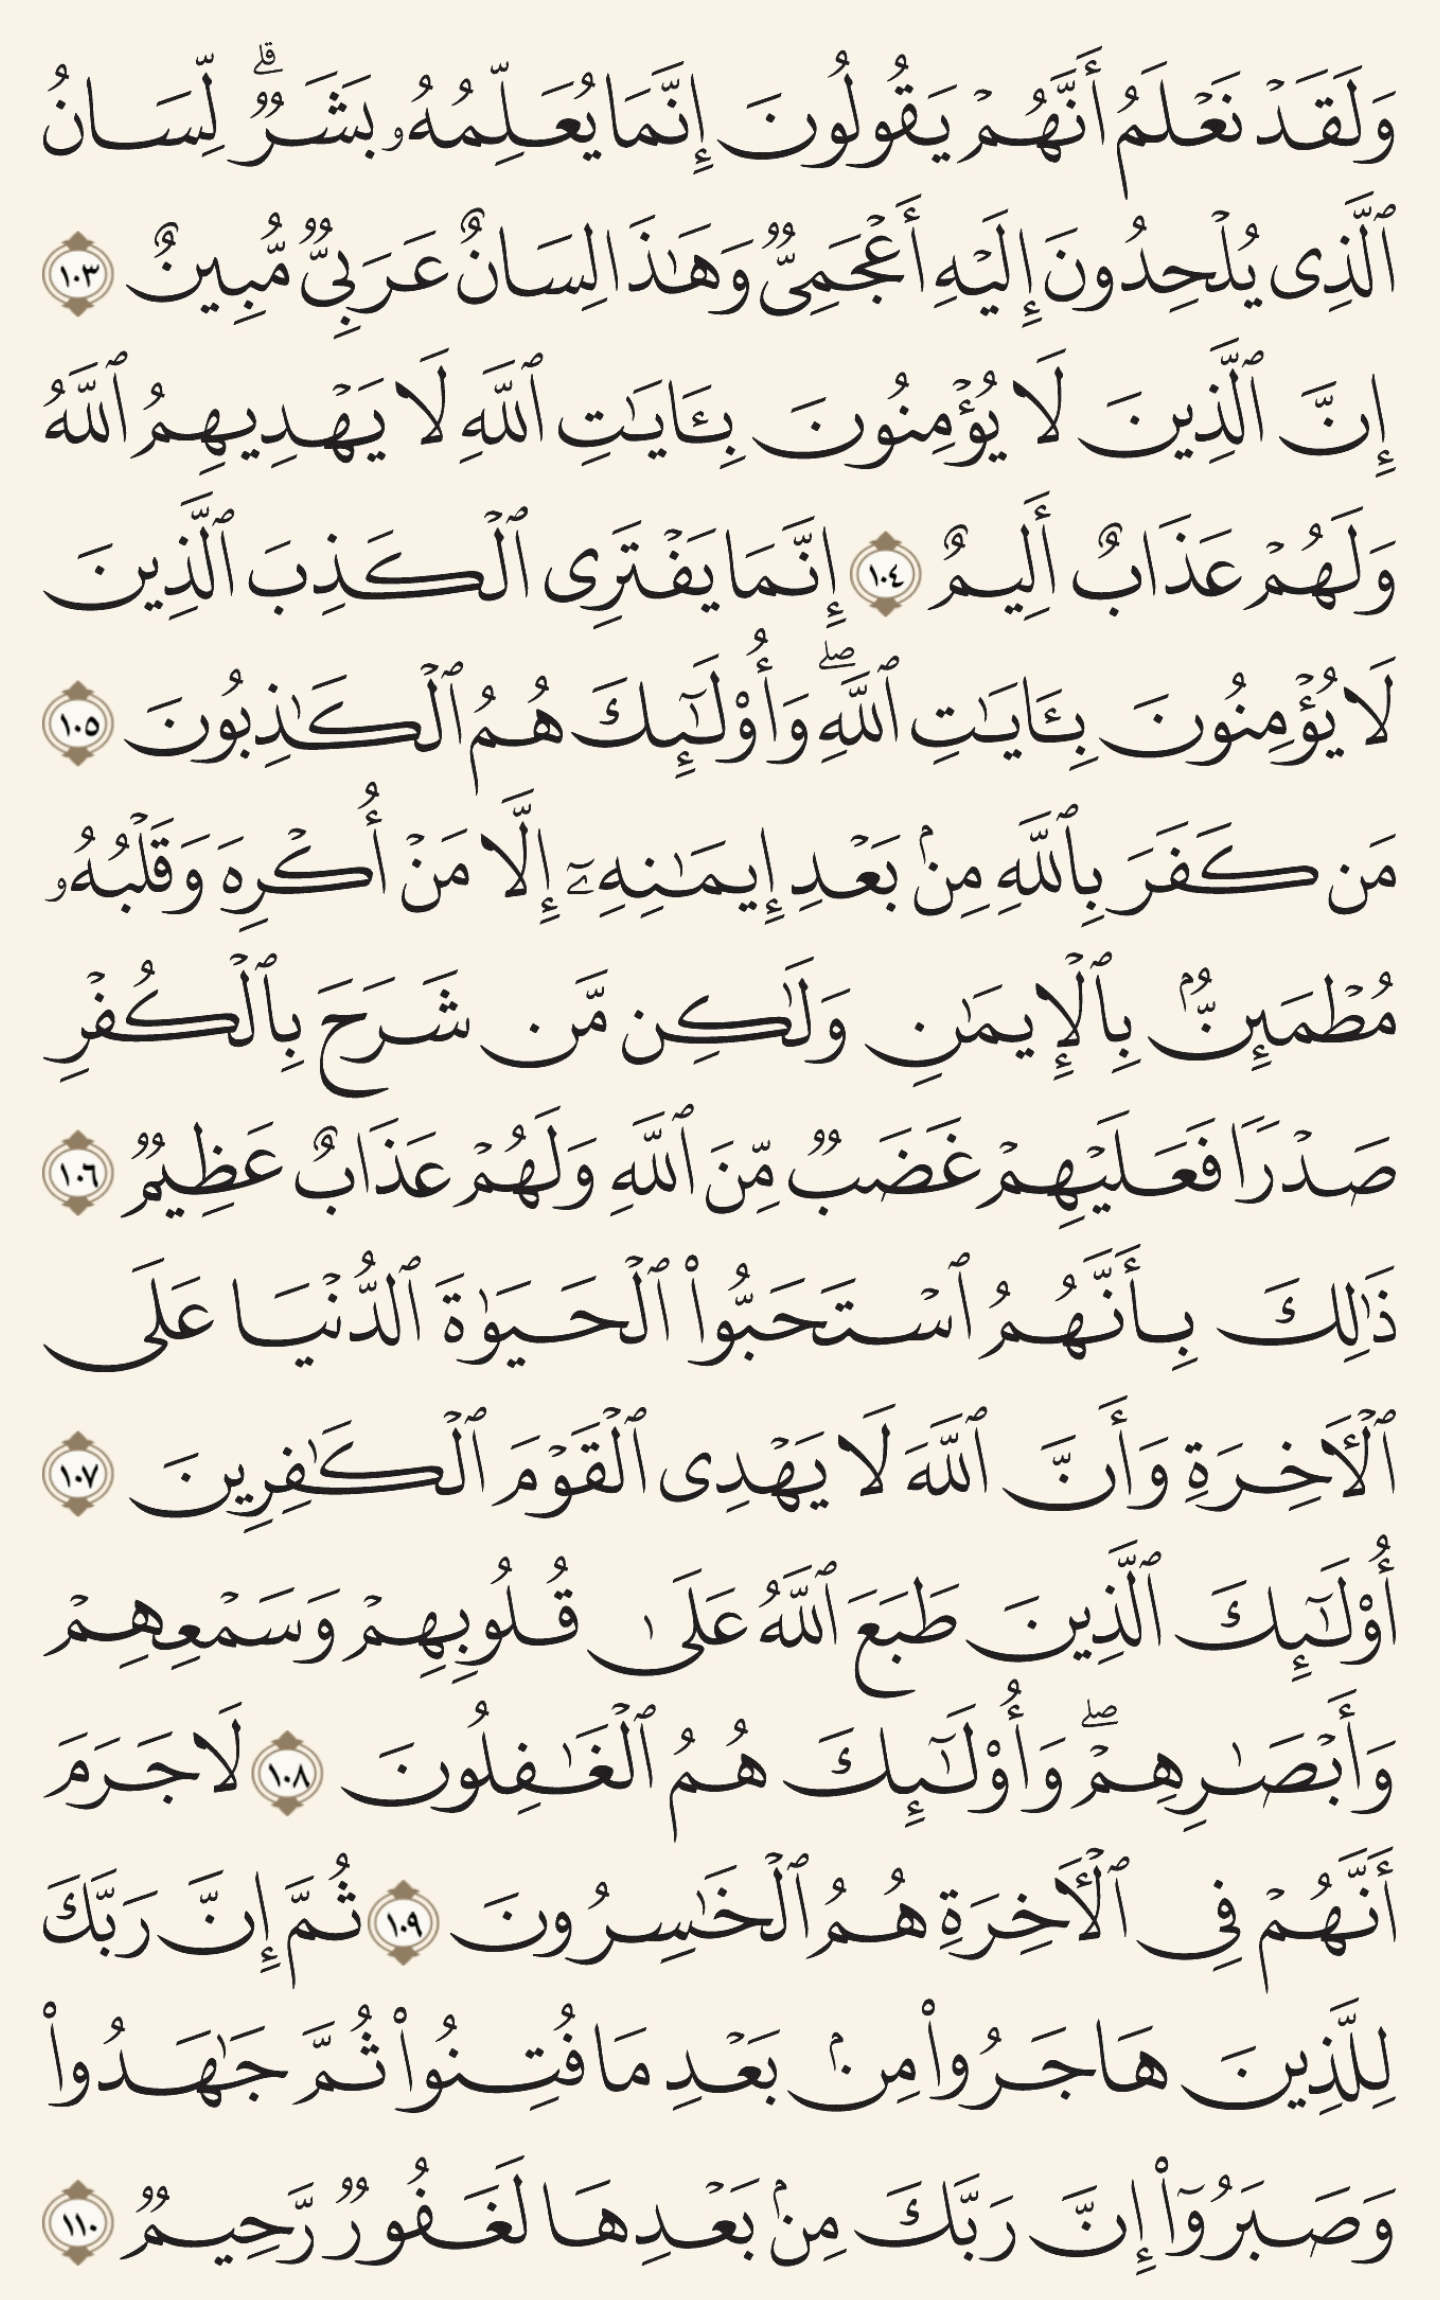 وَلَقَدۡ نَعۡلَمُ أَنَّهُمۡ يَقُولُونَ إِنَّمَا يُعَلِّمُهُۥ بَشَرٞۗ لِّسَانُ
ٱلَّذِي يُلۡحِدُونَ إِلَيۡهِ أَعۡجَمِيّٞ وَهَٰذَا لِسَانٌ عَرَبِيّٞ مُّبِينٌ ١٠٣
إِنَّ ٱلَّذِينَ لَا يُؤۡمِنُونَ بِـَٔايَٰتِ ٱللَّهِ لَا يَهۡدِيهِمُ ٱللَّهُ
وَلَهُمۡ عَذَابٌ أَلِيمٌ ١٠٤ إِنَّمَا يَفۡتَرِي ٱلۡكَذِبَ ٱلَّذِينَ
لَا يُؤۡمِنُونَ بِـَٔايَٰتِ ٱللَّهِۖ وَأُوْلَٰٓئِكَ هُمُ ٱلۡكَٰذِبُونَ ١٠٥
مَن كَفَرَ بِٱللَّهِ مِنۢ بَعۡدِ إِيمَٰنِهِۦٓ إِلَّا مَنۡ أُكۡرِهَ وَقَلۡبُهُۥ
مُطۡمَئِنُّۢ بِٱلۡإِيمَٰنِ وَلَٰكِن مَّن شَرَحَ بِٱلۡكُفۡرِ
صَدۡرٗا فَعَلَيۡهِمۡ غَضَبٞ مِّنَ ٱللَّهِ وَلَهُمۡ عَذَابٌ عَظِيمٞ ١٠٦
ذَٰلِكَ بِأَنَّهُمُ ٱسۡتَحَبُّواْ ٱلۡحَيَوٰةَ ٱلدُّنۡيَا عَلَى
ٱلۡأٓخِرَةِ وَأَنَّ ٱللَّهَ لَا يَهۡدِي ٱلۡقَوۡمَ ٱلۡكَٰفِرِينَ ١٠٧
أُوْلَٰٓئِكَ ٱلَّذِينَ طَبَعَ ٱللَّهُ عَلَىٰ قُلُوبِهِمۡ وَسَمۡعِهِمۡ
وَأَبۡصَٰرِهِمۡۖ وَأُوْلَٰٓئِكَ هُمُ ٱلۡغَٰفِلُونَ ١٠٨ لَا جَرَمَ
أَنَّهُمۡ فِي ٱلۡأٓخِرَةِ هُمُ ٱلۡخَٰسِرُونَ ١٠٩ ثُمَّ إِنَّ رَبَّكَ
لِلَّذِينَ هَاجَرُواْ مِنۢ بَعۡدِ مَا فُتِنُواْ ثُمَّ جَٰهَدُواْ
وَصَبَرُوٓاْ إِنَّ رَبَّكَ مِنۢ بَعۡدِهَا لَغَفُورٞ رَّحِيمٞ ١١٠